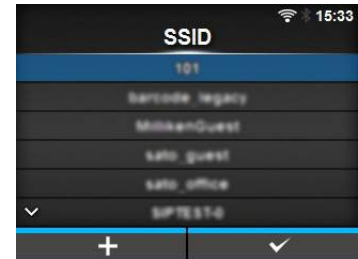 15:33
SSID
101
barcode_legacy
MillikenGuest
sato_guest
sato_office
SIPTEST-0